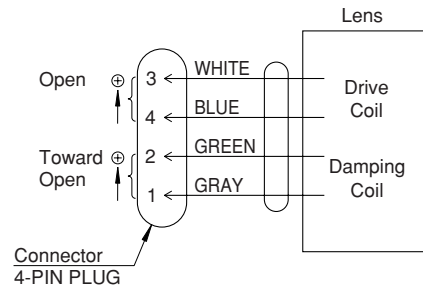 Lens
Open ⊕ 3 WHITE
4 BLUE
Drive
Coil
Toward ⊕ 2 GREEN
Open
1 GRAY
Damping
Coil
Connector
4-PIN PLUG